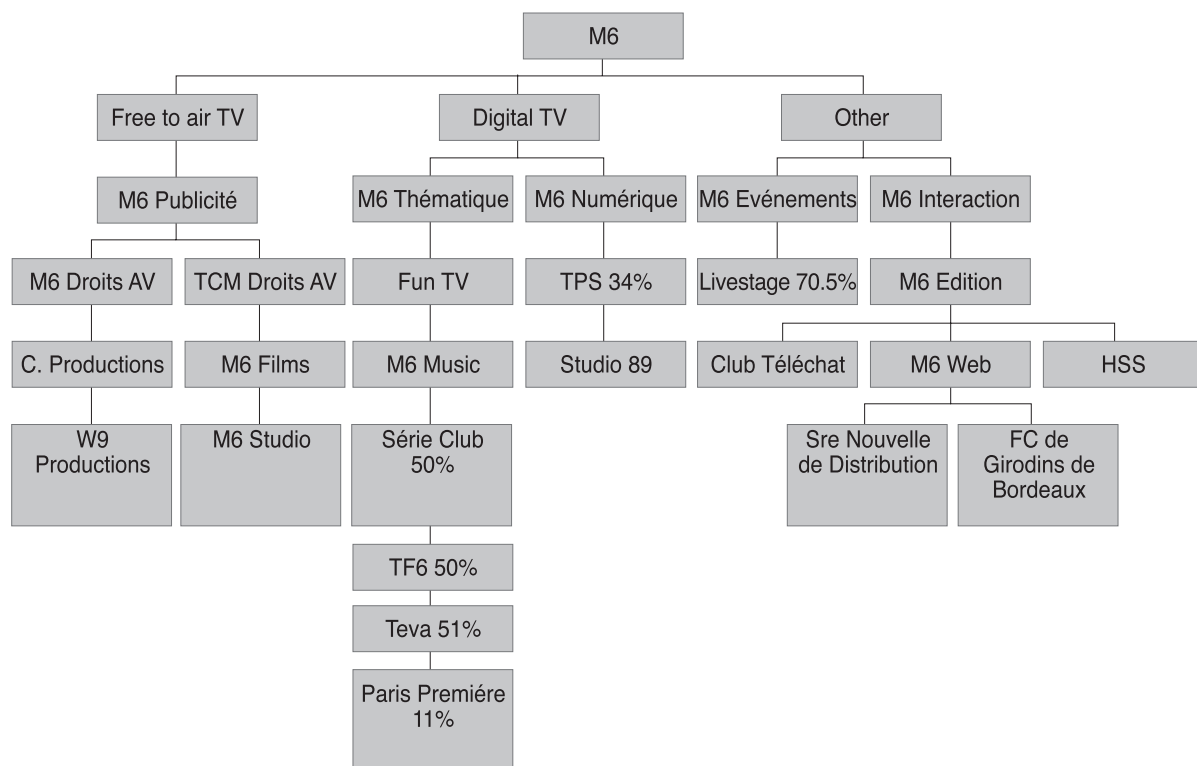 M6
Free to air TV
Digital TV
Other
M6 Publicité
M6 Thématique
M6 Numérique
M6 Evénements
M6 Interaction
M6 Droits AV
TCM Droits AV
Fun TV
TPS 34%
Livestage 70.5%
M6 Edition
C. Productions
M6 Films
M6 Music
Studio 89
Club Téléchat
M6 Web
HSS
W9
Productions
M6 Studio
Série Club
50%
Sre Nouvelle
de Distribution
FC de
Girodins de
Bordeaux
TF6 50%
Teva 51%
Paris Premiére
11%